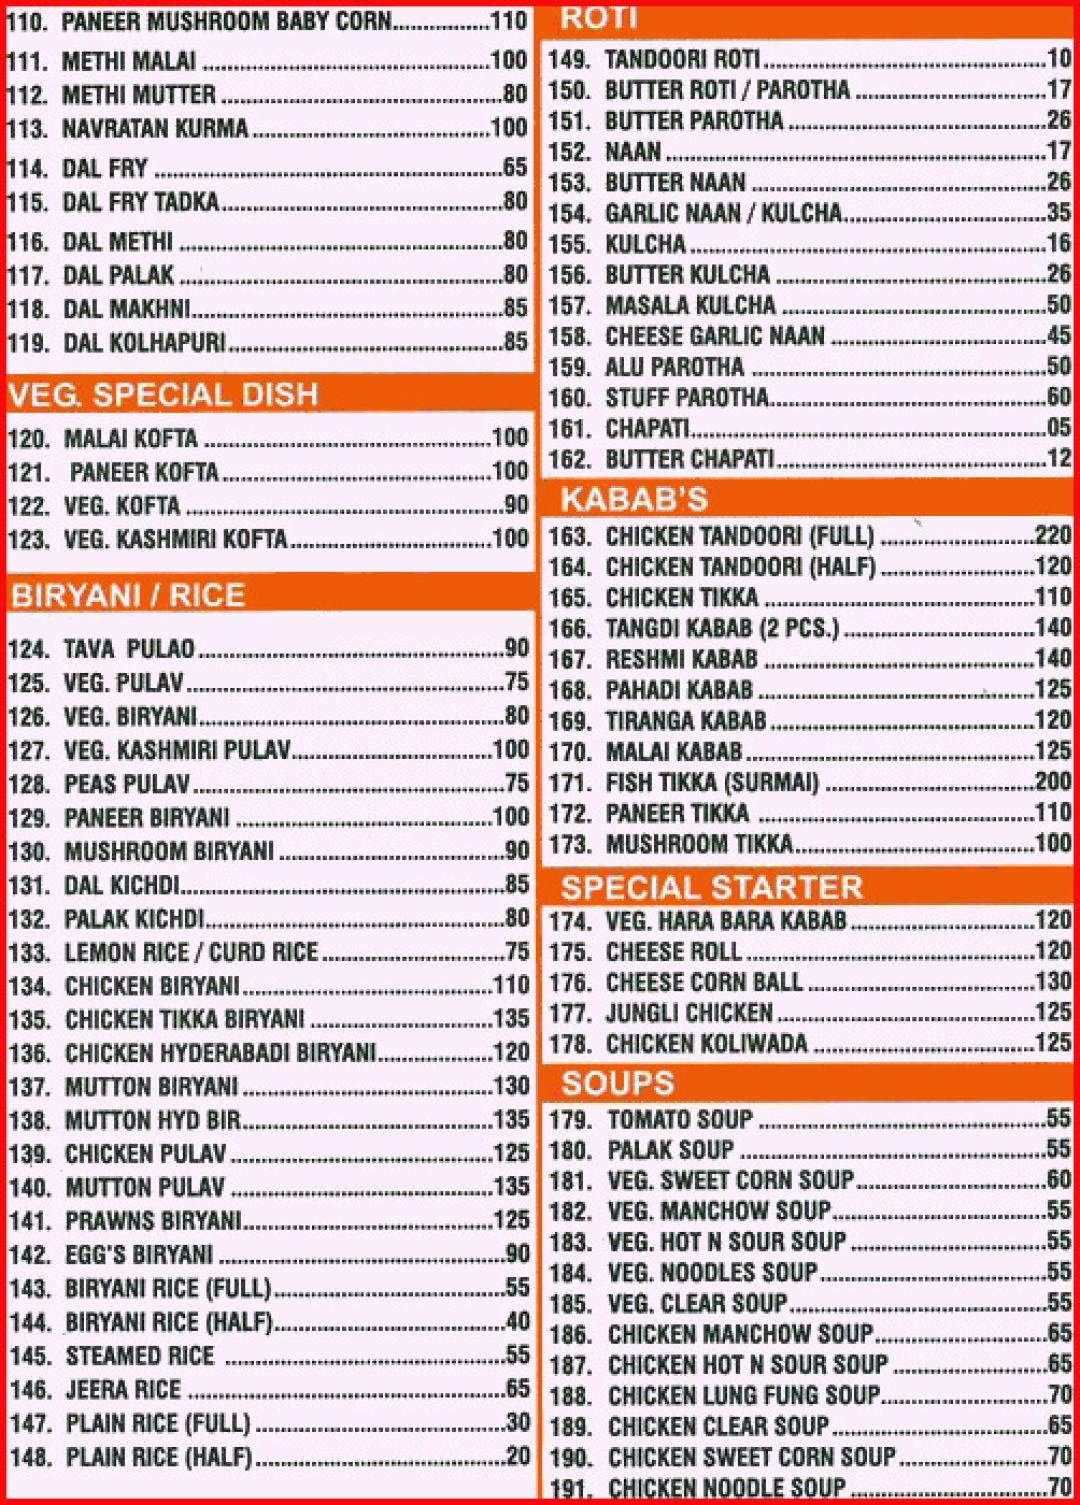 110. PANEER MUSHROOM BABY CORN................110
111. METHI MALAI ................100
112. METHI MUTTER ................80
113. NAVRATAN KURMA ................100
114. DAL FRY ................65
115. DAL FRY TADKA................80
116. DAL METHI ................80
117. DAL PALAK ................80
118. DAL MAKHNI................85
119. DAL KOLHAPURI................85
VEG. SPECIAL DISH
120. MALAI KOFTA ................100
121. PANEER KOFTA................100
122. VEG. KOFTA ................90
123. VEG. KASHMIRI KOFTA................100
BIRYANI / RICE
124. TAVA PULAO ................90
125. VEG. PULAV................75
126. VEG. BIRYANI................80
127. VEG. KASHMIRI PULAV................100
128. PEAS PULAV................75
129. PANEER BIRYANI ................100
130. MUSHROOM BIRYANI ................90
131. DAL KICHDI................85
132. PALAK KICHDI................80
133. LEMON RICE / CURD RICE................75
134. CHICKEN BIRYANI................110
135. CHICKEN TIKKA BIRYANI ................135
136. CHICKEN HYDERABADI BIRYANI................120
137. MUTTON BIRYANI ................130
138. MUTTON HYD BIR................135
139. CHICKEN PULAV ................125
140. MUTTON PULAV ................135
141. PRAWNS BIRYANI................125
142. EGG'S BIRYANI ................90
143. BIRYANI RICE (FULL)................55
144. BIRYANI RICE (HALF)................40
145. STEAMED RICE ................55
146. JEERA RICE ................65
147. PLAIN RICE (FULL) ................30
148. PLAIN RICE (HALF)................20
ROTI
149. TANDOORI ROTI................10
150. BUTTER ROTI / PAROTHA ................17
151. BUTTER PAROTHA ................26
152. NAAN ................17
153. BUTTER NAAN ................26
154. GARLIC NAAN / KULCHA................35
155. KULCHA ................16
156. BUTTER KULCHA ................26
157. MASALA KULCHA ................50
158. CHEESE GARLIC NAAN ................45
159. ALU PAROTHA ................50
160. STUFF PAROTHA................60
161. CHAPATI................05
162. BUTTER CHAPATI................12
KABAB'S
163. CHICKEN TANDOORI (FULL) ................220
164. CHICKEN TANDOORI (HALF) ................120
165. CHICKEN TIKKA ................110
166. TANGDI KABAB (2 PCS.) ................140
167. RESHMI KABAB ................140
168. PAHADI KABAB ................125
169. TIRANGA KABAB................120
170. MALAI KABAB................125
171. FISH TIKKA (SURMAI) ................200
172. PANEER TIKKA ................110
173. MUSHROOM TIKKA................100
SPECIAL STARTER
174. VEG. HARA BARA KABAB ................120
175. CHEESE ROLL ................120
176. CHEESE CORN BALL ................130
177. JUNGLI CHICKEN................125
178. CHICKEN KOLIWADA ................125
SOUPS
179. TOMATO SOUP ................55
180. PALAK SOUP ................55
181. VEG. SWEET CORN SOUP................60
182. VEG. MANCHOW SOUP................55
183. VEG. HOT N SOUR SOUP ................55
184. VEG. NOODLES SOUP................55
185. VEG. CLEAR SOUP................55
186. CHICKEN MANCHOW SOUP................65
187. CHICKEN HOT N SOUR SOUP ................65
188. CHICKEN LUNG FUNG SOUP................70
189. CHICKEN CLEAR SOUP................65
190. CHICKEN SWEET CORN SOUP................70
191. CHICKEN NOODLE SOUP ................70